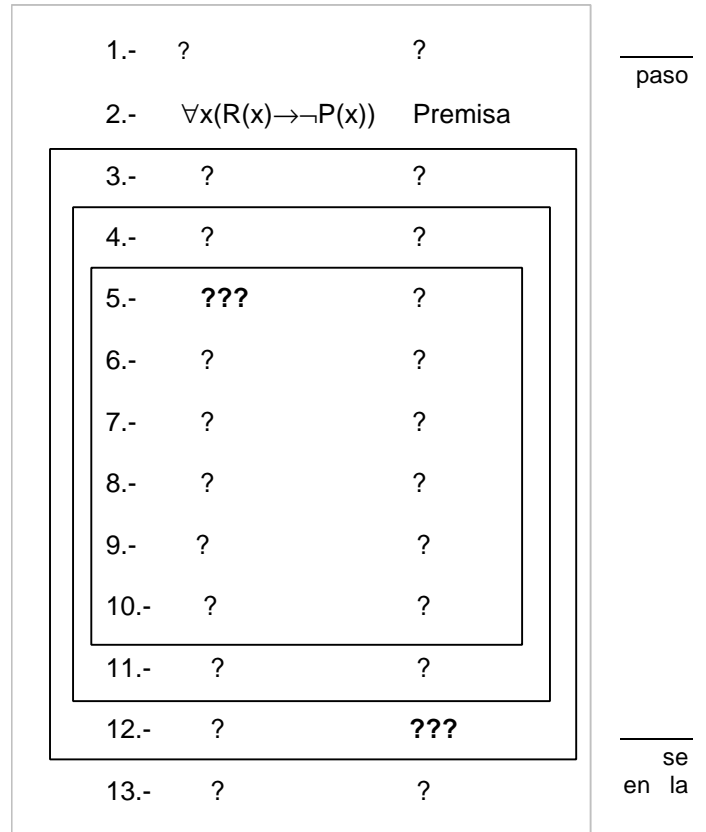 1.- ? ?
2.- ∀x(R(x)→¬P(x)) Premisa
3.- ? ?
4.- ? ?
5.- ??? ?
6.- ? ?
7.- ? ?
8.- ? ?
9.- ? ?
10.- ? ?
11.- ? ?
12.- ? ???
13.- ? ?
paso
se
en la